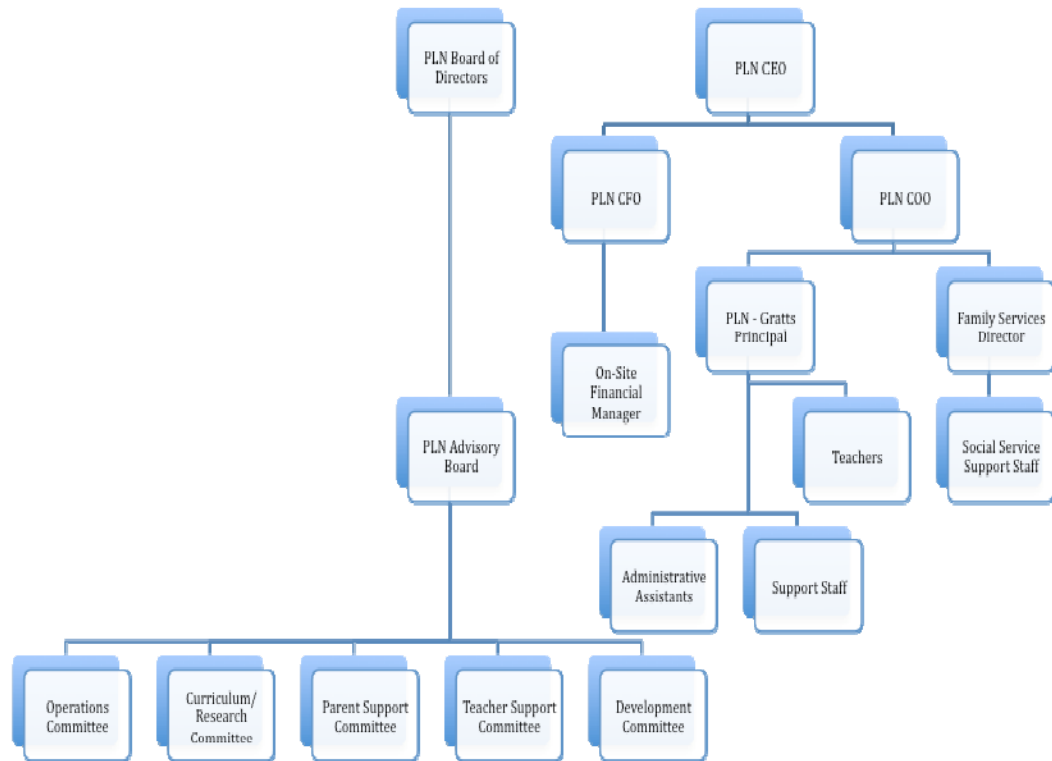 PLN Board of
Directors
PLN CEO
PLN CFO
PLN COO
PLN - Gratts
Principal
Family Services
Director
On-Site
Financial
Manager
PLN Advisory
Board
Teachers
Social Service
Support Staff
Administrative
Assistants
Support Staff
Operations
Committee
Curriculum/
Research
Committee
Parent Support
Committee
Teacher Support
Committee
Development
Committee